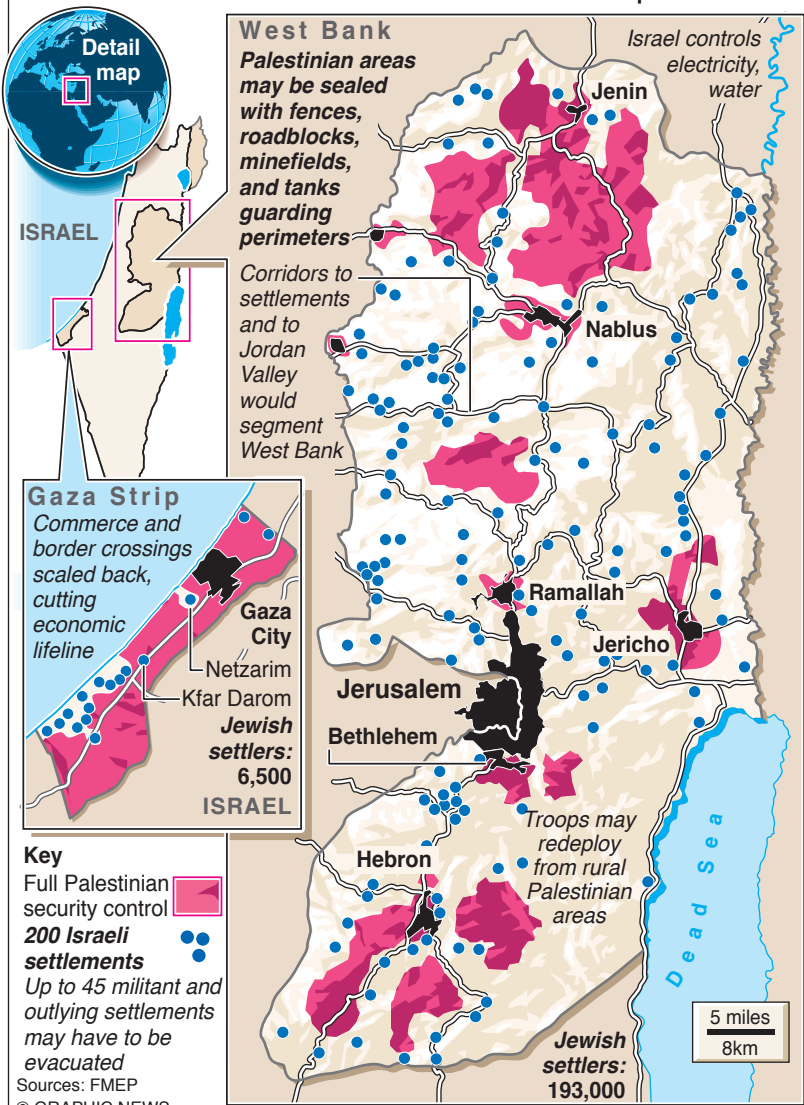 Detail
map
ISRAEL
West Bank
Palestinian areas
may be sealed
with fences,
roadblocks,
minefields,
and tanks
guarding
perimeters
Corridors to
settlements
and to
Jordan
Valley
would
segment
West Bank
Israel controls
electricity,
water
Jenin
Nablus
Ramallah
Jericho
Jerusalem
Bethlehem
Hebron
Troops may
redeploy
from rural
Palestinian
areas
Dead Sea
Jewish
settlers:
193,000
5 miles
8km
Gaza Strip
Commerce and
border crossings
scaled back,
cutting
economic
lifeline
Gaza
City
Netzarim
Kfar Darom
Jewish
settlers:
6,500
ISRAEL
Key
Full Palestinian
security control
200 Israeli
settlements
Up to 45 militant and
outlying settlements
may have to be
evacuated
Sources: FMEP
© GRAPHIC NEWS